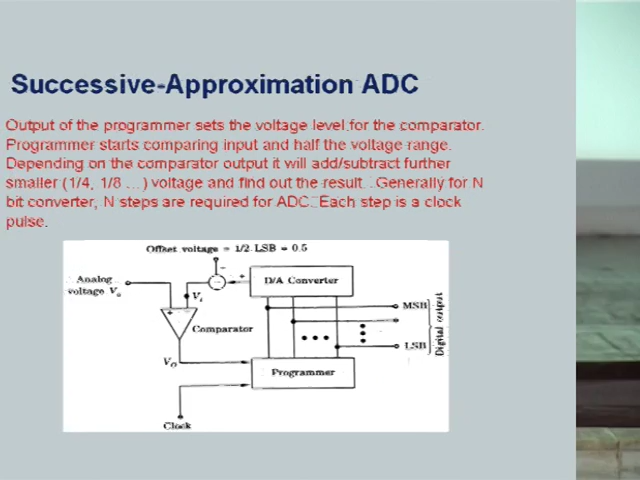 Successive-Approximation ADC
Output of the programmer sets the voltage level for the comparator.
Programmer starts comparing input and half the voltage range.
Depending on the comparator output it will add/subtract further
smaller (1/4, 1/8 ...) voltage and find out the result. Generally for N
bit converter, N steps are required for ADC. Each step is a clock
pulse.
Offset voltage = 1/2 LSB = 0.5
Analog
voltage Va
D/A Converter
Vi
MSB
Comparator
Digital output
LSB
VO
Programmer
Clock